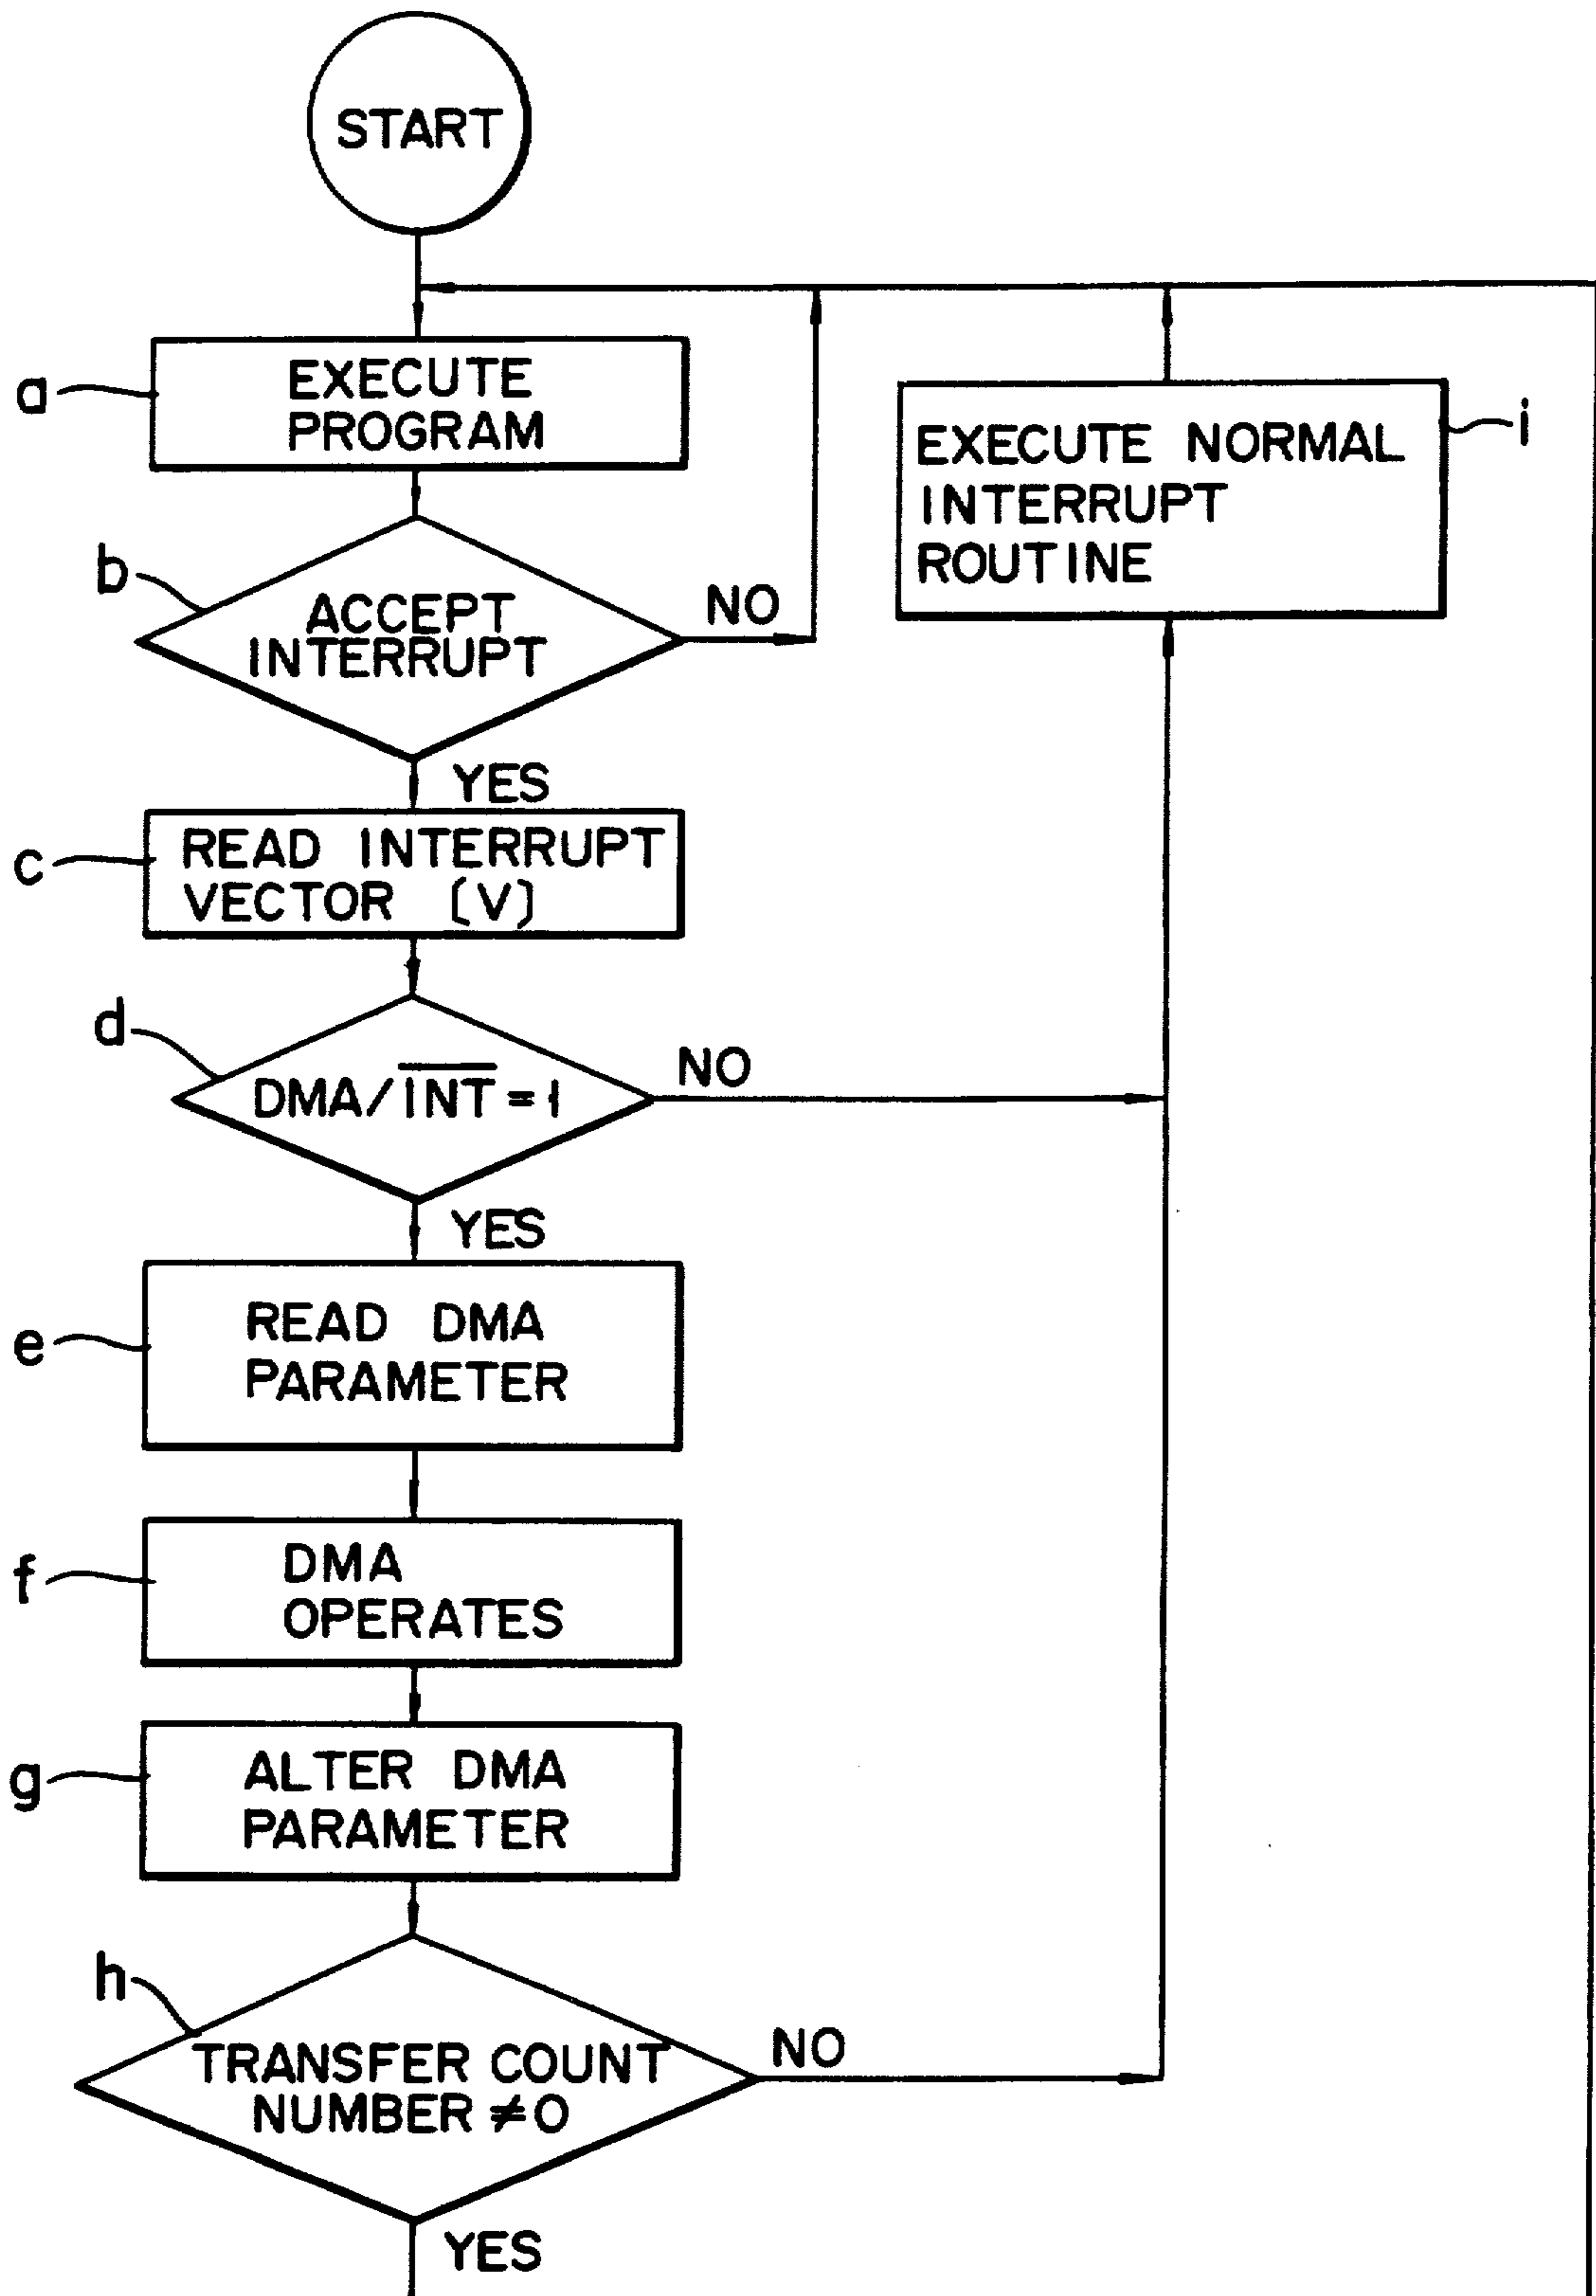 START
a
EXECUTE
PROGRAM
b
ACCEPT
INTERRUPT
NO
YES
EXECUTE NORMAL
INTERRUPT
ROUTINE
i
c
READ INTERRUPT
VECTOR [V]
d
DMA/I̅N̅T̅=1
NO
YES
e
READ DMA
PARAMETER
f
DMA
OPERATES
g
ALTER DMA
PARAMETER
h
TRANSFER COUNT
NUMBER ≠0
NO
YES